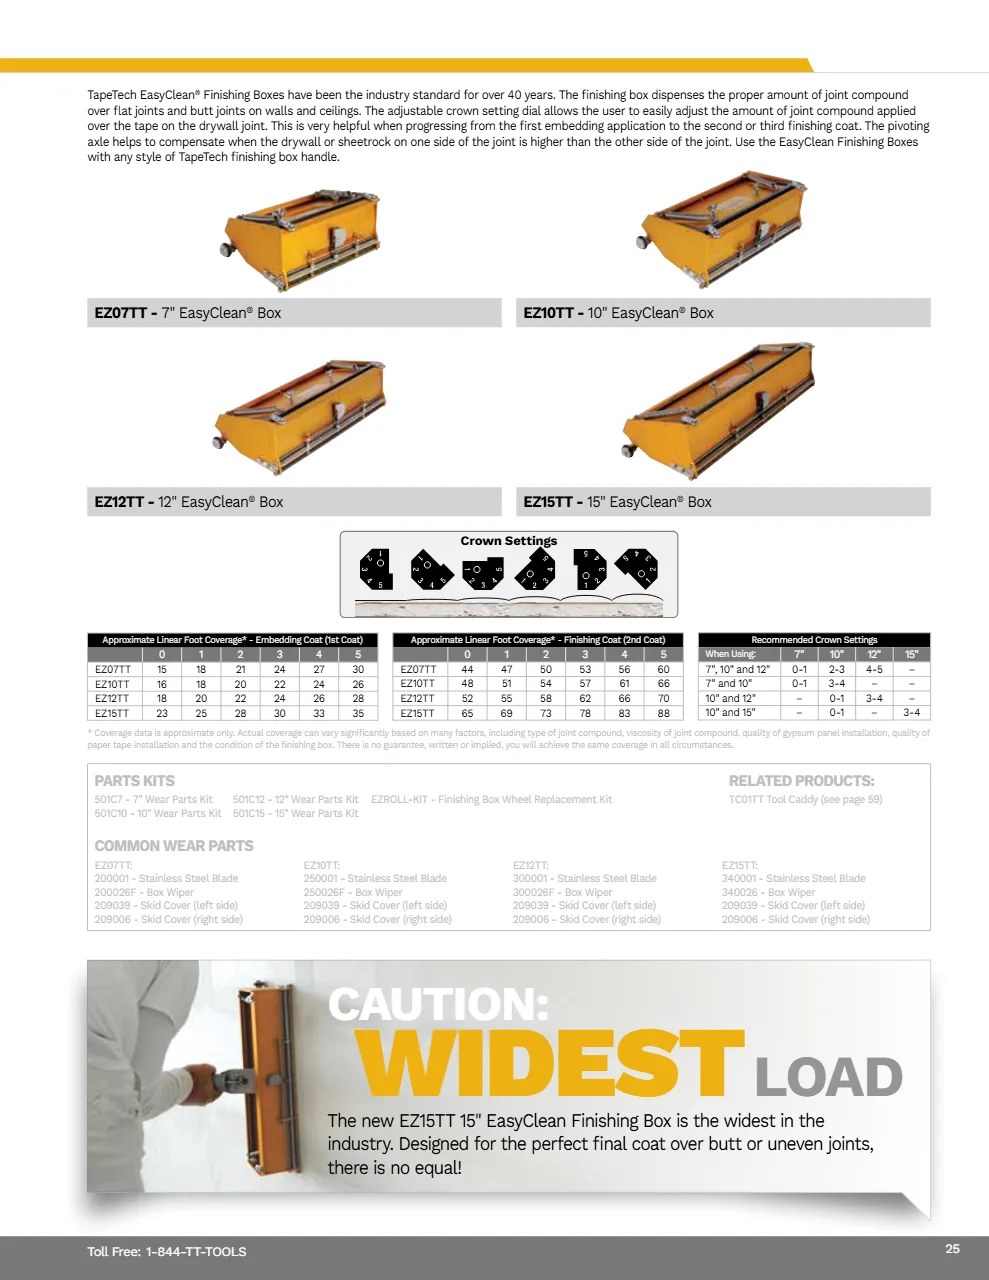 TapeTech EasyClean® Finishing Boxes have been the industry standard for over 40 years. The finishing box dispenses the proper amount of joint compound
over flat joints and butt joints on walls and ceilings. The adjustable crown setting dial allows the user to easily adjust the amount of joint compound applied
over the tape on the drywall joint. This is very helpful when progressing from the first embedding application to the second or third finishing coat. The pivoting
axle helps to compensate when the drywall or sheetrock on one side of the joint is higher than the other side of the joint. Use the EasyClean Finishing Boxes
with any style of TapeTech finishing box handle.
EZ07TT - 7" EasyClean® Box
EZ10TT - 10" EasyClean® Box
EZ12TT - 12" EasyClean® Box
EZ15TT - 15" EasyClean® Box
Crown Settings
Approximate Linear Foot Coverage* - Embedding Coat (1st Coat)
0 1 2 3 4 5
EZ07TT 15 18 21 24 27 30
EZ10TT 16 18 20 22 24 26
EZ12TT 18 20 22 24 26 28
EZ15TT 23 25 28 30 33 35
Approximate Linear Foot Coverage* - Finishing Coat (2nd Coat)
0 1 2 3 4 5
EZ07TT 44 47 50 53 56 60
EZ10TT 48 51 54 57 61 66
EZ12TT 52 55 58 62 66 70
EZ15TT 65 69 73 78 83 88
Recommended Crown Settings
When Using: 7" 10" 12" 15"
7", 10" and 12" 0-1 2-3 4-5 –
7" and 10" 0-1 3-4 – –
10" and 12" – 0-1 3-4 –
10" and 15" – 0-1 – 3-4
* Coverage data is approximate only. Actual coverage can vary significantly based on many factors, including type of joint compound, viscosity of joint compound, quality of gypsum panel installation, quality of
paper tape installation and the condition of the finishing box. There is no guarantee, written or implied, you will achieve the same coverage in all circumstances.
PARTS KITS
501C7 - 7" Wear Parts Kit 501C12 - 12" Wear Parts Kit EZROLL-KIT - Finishing Box Wheel Replacement Kit
501C10 - 10" Wear Parts Kit 501C15 - 15" Wear Parts Kit
RELATED PRODUCTS:
TC01TT Tool Caddy (see page 59)
COMMON WEAR PARTS
EZ07TT:
200001 - Stainless Steel Blade
200026F - Box Wiper
209039 - Skid Cover (left side)
209006 - Skid Cover (right side)
EZ10TT:
250001 - Stainless Steel Blade
250026F - Box Wiper
209039 - Skid Cover (left side)
209006 - Skid Cover (right side)
EZ12TT:
300001 - Stainless Steel Blade
300026F - Box Wiper
209039 - Skid Cover (left side)
209006 - Skid Cover (right side)
EZ15TT:
340001 - Stainless Steel Blade
340026 - Box Wiper
209039 - Skid Cover (left side)
209006 - Skid Cover (right side)
CAUTION:
WIDEST LOAD
The new EZ15TT 15" EasyClean Finishing Box is the widest in the
industry. Designed for the perfect final coat over butt or uneven joints,
there is no equal!
Toll Free: 1-844-TT-TOOLS
25